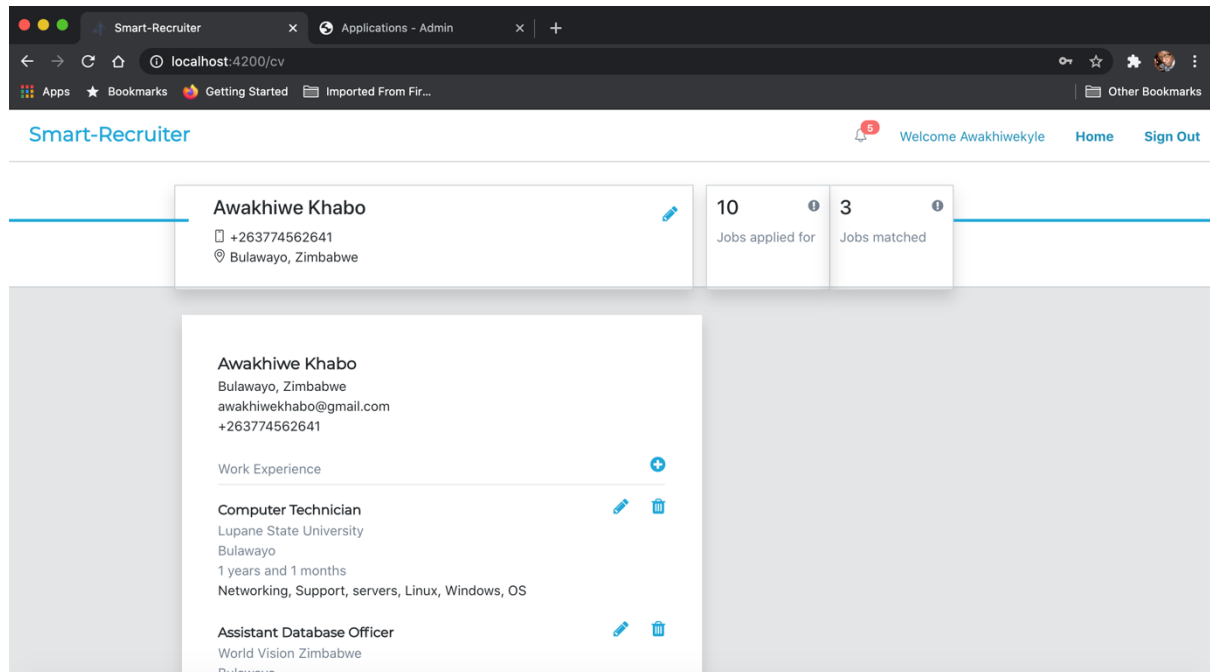 Smart-Recruiter
Applications - Admin
localhost:4200/cv
Apps Bookmarks Getting Started Imported From Fir... Other Bookmarks
Smart-Recruiter 5 Welcome Awakhiwekyle Home Sign Out
Awakhiwe Khabo
+263774562641
Bulawayo, Zimbabwe
10
Jobs applied for
3
Jobs matched
Awakhiwe Khabo
Bulawayo, Zimbabwe
awakhiwekhabo@gmail.com
+263774562641
Work Experience
Computer Technician
Lupane State University
Bulawayo
1 years and 1 months
Networking, Support, servers, Linux, Windows, OS
Assistant Database Officer
World Vision Zimbabwe